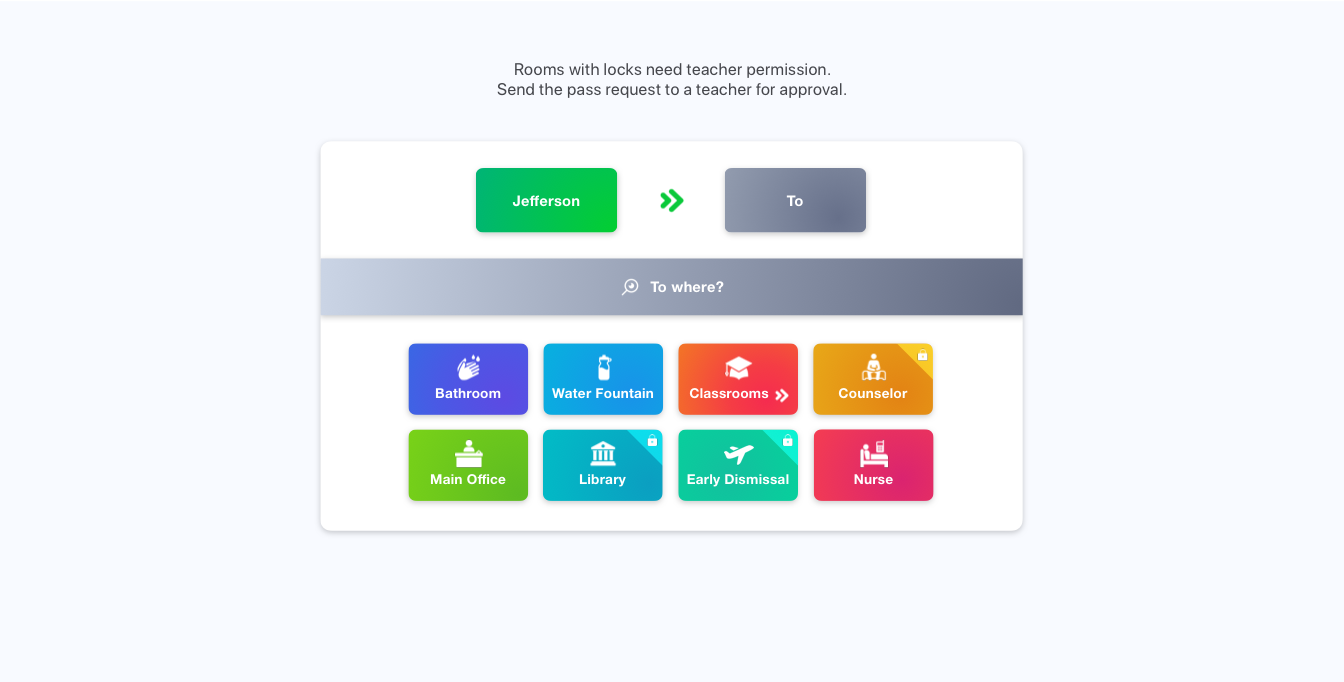 Rooms with locks need teacher permission.
Send the pass request to a teacher for approval.
Jefferson
To
To where?
Bathroom
Water Fountain
Classrooms
Counselor
Main Office
Library
Early Dismissal
Nurse